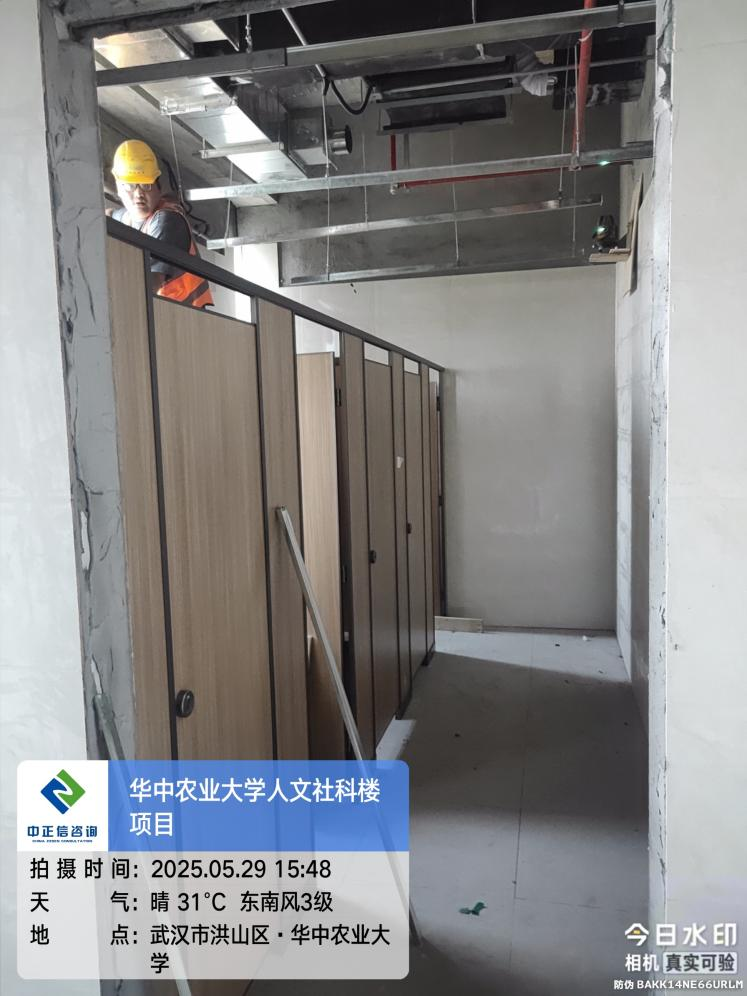 中正信咨询
CHINA ZEXIN CONSULTATION
华中农业大学人文社科楼
项目
拍摄时间: 2025.05.29 15:48
天气: 晴 31℃ 东南风3级
地点: 武汉市洪山区·华中农业大
学
今日水印
相机 真实可验
防伪 BAKK14NE66URLM